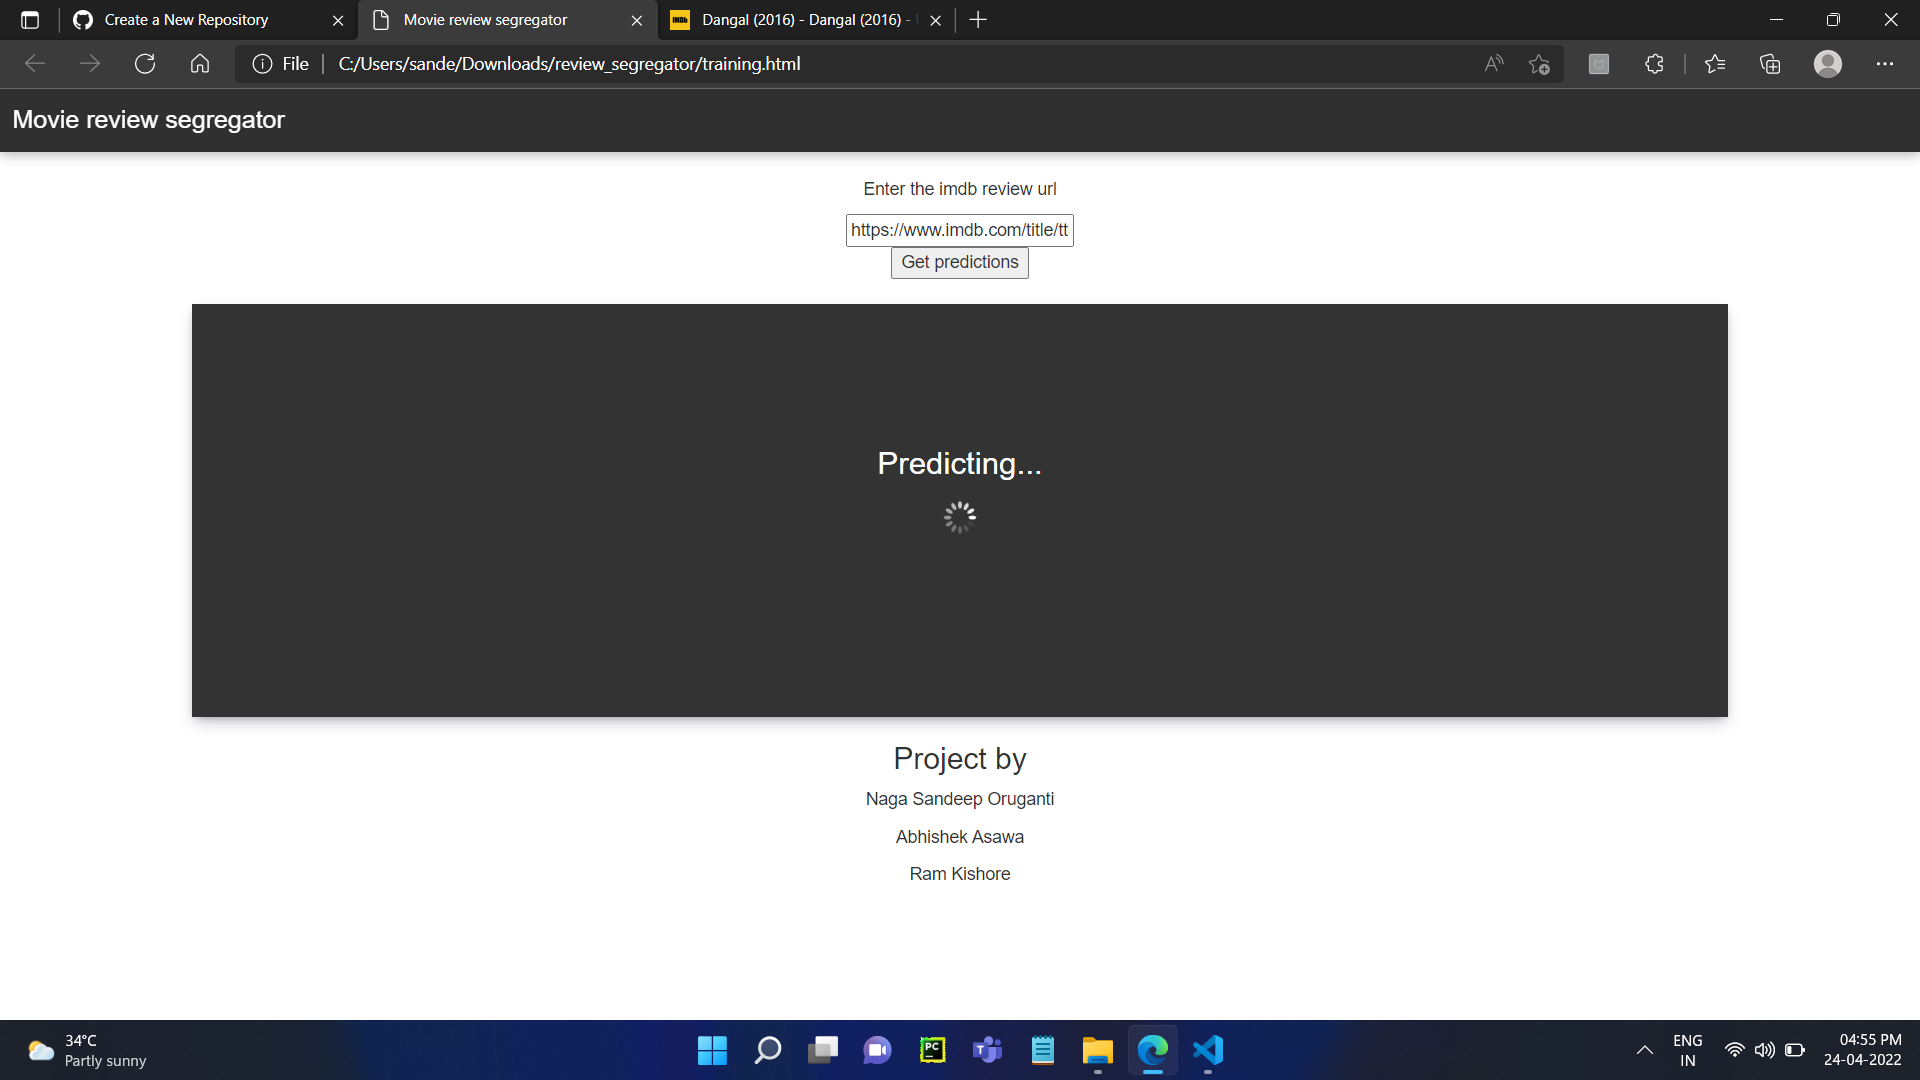 Create a New Repository
Movie review segregator
IMDb
Dangal (2016) - Dangal (2016) -
File
C:/Users/sande/Downloads/review_segregator/training.html
Movie review segregator
Enter the imdb review url
https://www.imdb.com/title/tt
Get predictions
Predicting...
Project by
Naga Sandeep Oruganti
Abhishek Asawa
Ram Kishore
34°C
Partly sunny
PC
T
ENG
IN
04:55 PM
24-04-2022